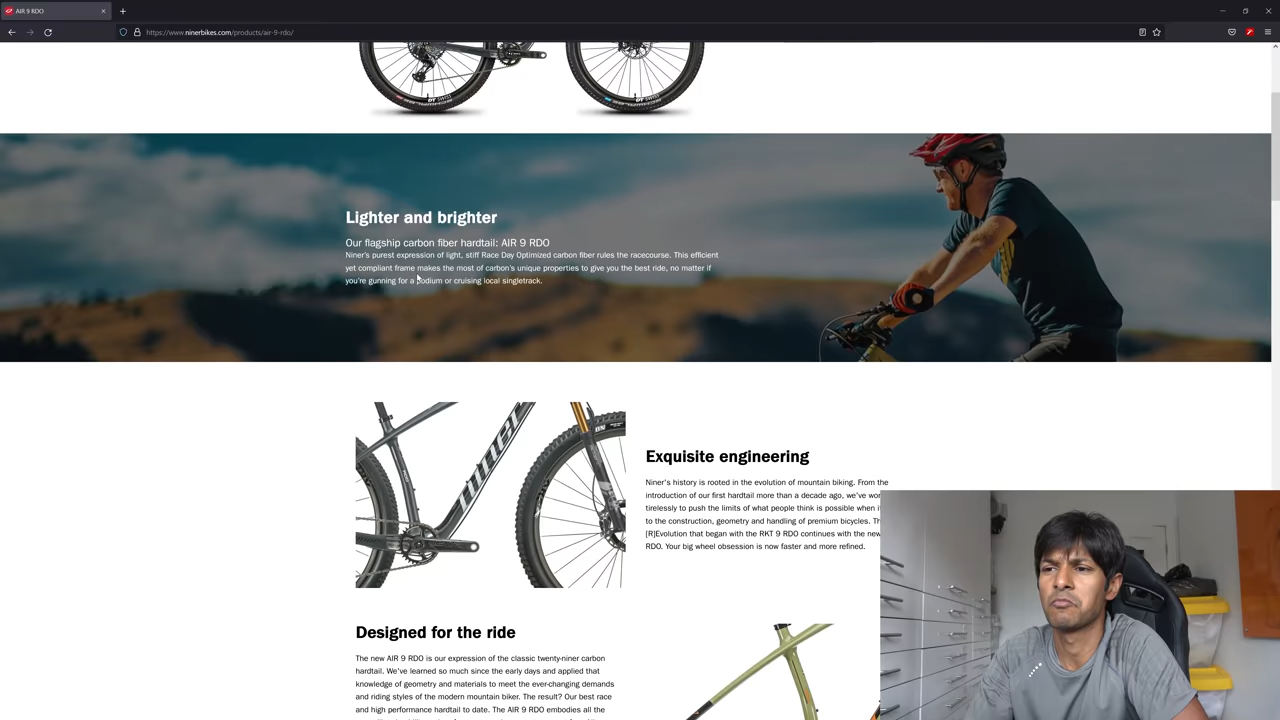 AIR 9 RDO
https://www.ninerbikes.com/products/air-9-rdo/
DT SWISS
DT SWISS
Lighter and brighter
Our flagship carbon fiber hardtail: AIR 9 RDO
Niner's purest expression of light, stiff Race Day Optimized carbon fiber rules the racecourse. This efficient
yet compliant frame makes the most of carbon's unique properties to give you the best ride, no matter if
you're gunning for a podium or cruising local singletrack.
niner
Exquisite engineering
Niner's history is rooted in the evolution of mountain biking. From the
introduction of our first hardtail more than a decade ago, we've wor
tirelessly to push the limits of what people think is possible when i
to the construction, geometry and handling of premium bicycles. Th
[R]Evolution that began with the RKT 9 RDO continues with the new
RDO. Your big wheel obsession is now faster and more refined.
Designed for the ride
The new AIR 9 RDO is our expression of the classic twenty-niner carbon
hardtail. We've learned so much since the early days and applied that
knowledge of geometry and materials to meet the ever-changing demands
and riding styles of the modern mountain biker. The result? Our best race
and high performance hardtail to date. The AIR 9 RDO embodies all the